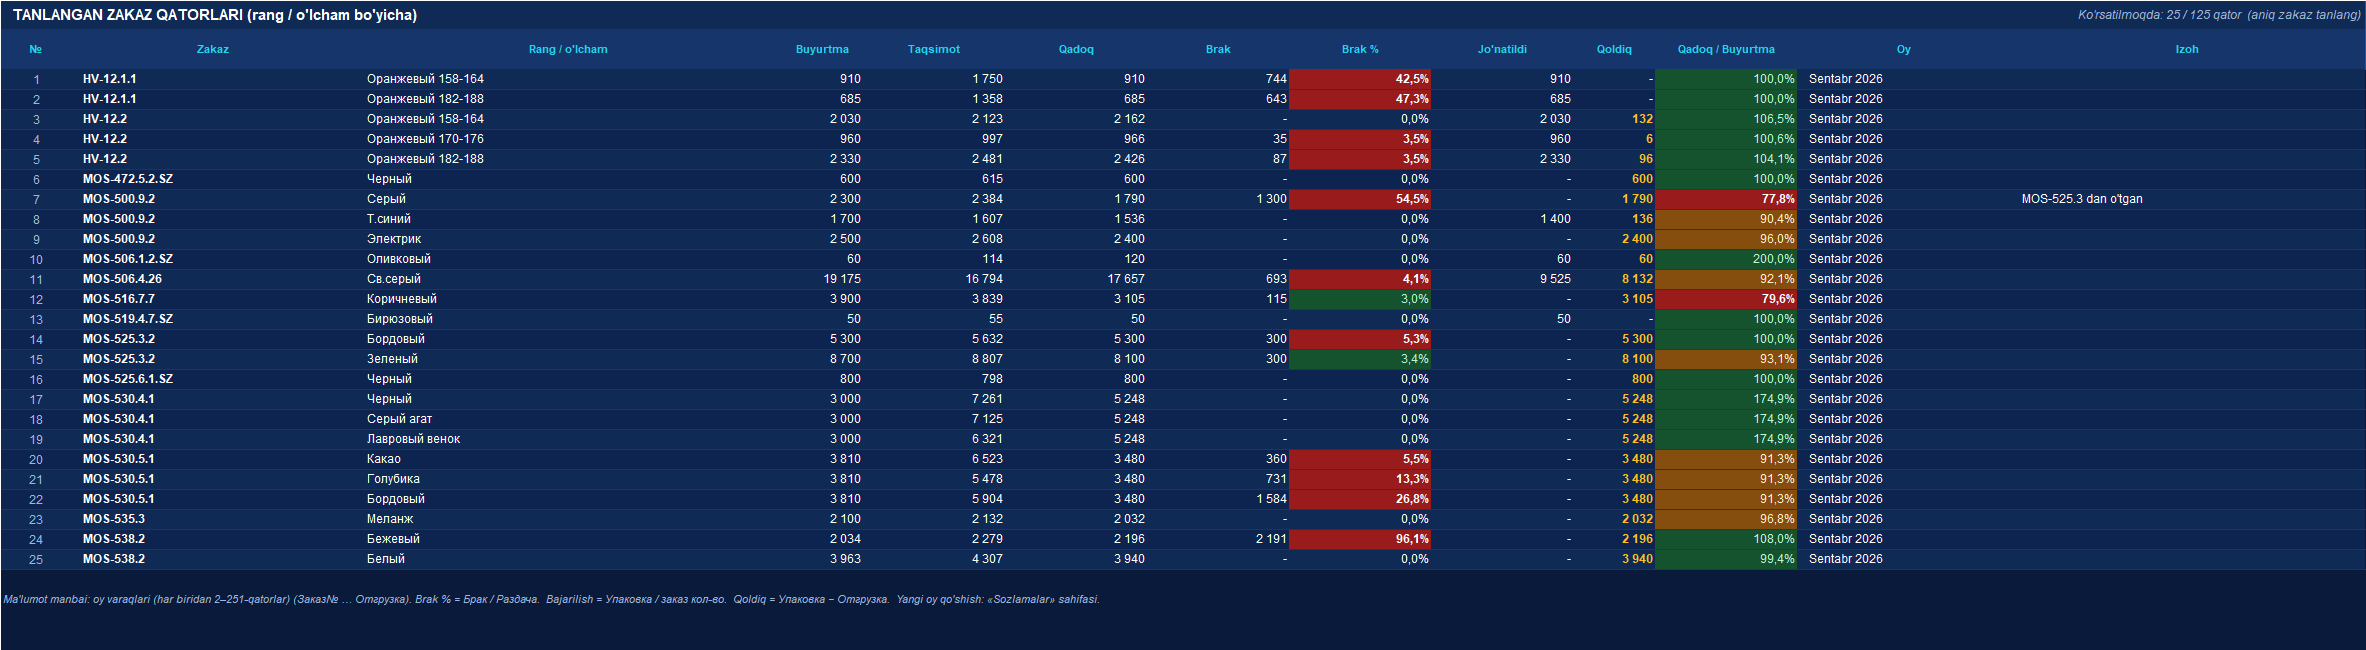 TANLANGAN ZAKAZ QATORLARI (rang / o'lcham bo'yicha) Ko'rsatilmoqda: 25 / 125 qator (aniq zakaz tanlang)
№ Zakaz Rang / o'lcham Buyurtma Taqsimot Qadoq Brak Brak % Jo'natildi Qoldiq Qadoq / Buyurtma Oy Izoh
1 HV-12.1.1 Оранжевый 158-164 910 1 750 910 744 42,5% 910 - 100,0% Sentabr 2026
2 HV-12.1.1 Оранжевый 182-188 685 1 358 685 643 47,3% 685 - 100,0% Sentabr 2026
3 HV-12.2 Оранжевый 158-164 2 030 2 123 2 162 - 0,0% 2 030 132 106,5% Sentabr 2026
4 HV-12.2 Оранжевый 170-176 960 997 966 35 3,5% 960 6 100,6% Sentabr 2026
5 HV-12.2 Оранжевый 182-188 2 330 2 481 2 426 87 3,5% 2 330 96 104,1% Sentabr 2026
6 MOS-472.5.2.SZ Черный 600 615 600 - 0,0% - 600 100,0% Sentabr 2026
7 MOS-500.9.2 Серый 2 300 2 384 1 790 1 300 54,5% - 1 790 77,8% Sentabr 2026 MOS-525.3 dan o'tgan
8 MOS-500.9.2 Т.синий 1 700 1 607 1 536 - 0,0% 1 400 136 90,4% Sentabr 2026
9 MOS-500.9.2 Электрик 2 500 2 608 2 400 - 0,0% - 2 400 96,0% Sentabr 2026
10 MOS-506.1.2.SZ Оливковый 60 114 120 - 0,0% 60 60 200,0% Sentabr 2026
11 MOS-506.4.26 Св.серый 19 175 16 794 17 657 693 4,1% 9 525 8 132 92,1% Sentabr 2026
12 MOS-516.7.7 Коричневый 3 900 3 839 3 105 115 3,0% - 3 105 79,6% Sentabr 2026
13 MOS-519.4.7.SZ Бирюзовый 50 55 50 - 0,0% 50 - 100,0% Sentabr 2026
14 MOS-525.3.2 Бордовый 5 300 5 632 5 300 300 5,3% - 5 300 100,0% Sentabr 2026
15 MOS-525.3.2 Зеленый 8 700 8 807 8 100 300 3,4% - 8 100 93,1% Sentabr 2026
16 MOS-525.6.1.SZ Черный 800 798 800 - 0,0% - 800 100,0% Sentabr 2026
17 MOS-530.4.1 Черный 3 000 7 261 5 248 - 0,0% - 5 248 174,9% Sentabr 2026
18 MOS-530.4.1 Серый агат 3 000 7 125 5 248 - 0,0% - 5 248 174,9% Sentabr 2026
19 MOS-530.4.1 Лавровый венок 3 000 6 321 5 248 - 0,0% - 5 248 174,9% Sentabr 2026
20 MOS-530.5.1 Какао 3 810 6 523 3 480 360 5,5% - 3 480 91,3% Sentabr 2026
21 MOS-530.5.1 Голубика 3 810 5 478 3 480 731 13,3% - 3 480 91,3% Sentabr 2026
22 MOS-530.5.1 Бордовый 3 810 5 904 3 480 1 584 26,8% - 3 480 91,3% Sentabr 2026
23 MOS-535.3 Меланж 2 100 2 132 2 032 - 0,0% - 2 032 96,8% Sentabr 2026
24 MOS-538.2 Бежевый 2 034 2 279 2 196 2 191 96,1% - 2 196 108,0% Sentabr 2026
25 MOS-538.2 Белый 3 963 4 307 3 940 - 0,0% - 3 940 99,4% Sentabr 2026
Ma'lumot manbai: oy varaqlari (har biridan 2–251-qatorlar) (Заказ№ … Отгрузка). Brak % = Брак / Раздача. Bajarilish = Упаковка / заказ кол-во. Qoldiq = Упаковка − Отгрузка. Yangi oy qo'shish: «Sozlamalar» sahifasi.